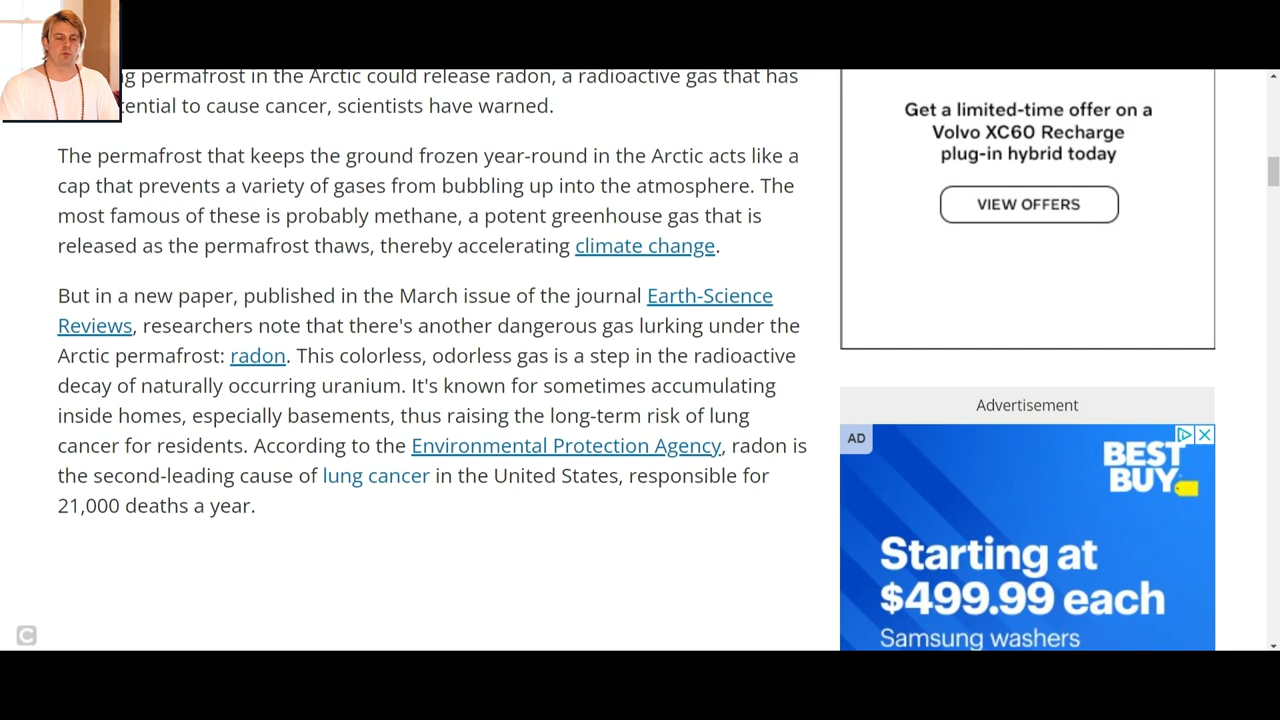 g permafrost in the Arctic could release radon, a radioactive gas that has
ential to cause cancer, scientists have warned.
The permafrost that keeps the ground frozen year-round in the Arctic acts like a
cap that prevents a variety of gases from bubbling up into the atmosphere. The
most famous of these is probably methane, a potent greenhouse gas that is
released as the permafrost thaws, thereby accelerating climate change.
But in a new paper, published in the March issue of the journal Earth-Science
Reviews, researchers note that there's another dangerous gas lurking under the
Arctic permafrost: radon. This colorless, odorless gas is a step in the radioactive
decay of naturally occurring uranium. It's known for sometimes accumulating
inside homes, especially basements, thus raising the long-term risk of lung
cancer for residents. According to the Environmental Protection Agency, radon is
the second-leading cause of lung cancer in the United States, responsible for
21,000 deaths a year.
C
Get a limited-time offer on a
Volvo XC60 Recharge
plug-in hybrid today
VIEW OFFERS
Advertisement
AD
BEST
BUY
Starting at
$499.99 each
Samsung washers